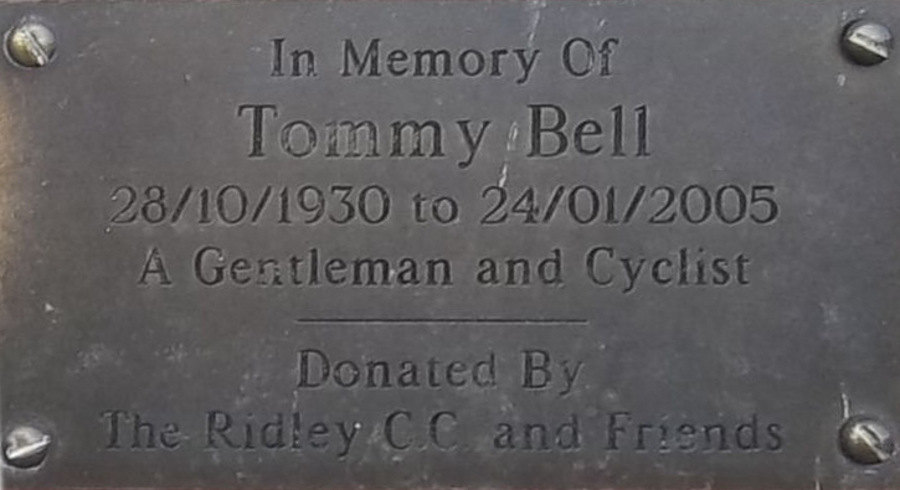 In Memory Of
Tommy Bell
28/10/1930 to 24/01/2005
A Gentleman and Cyclist
Donated By
The Ridley C.C. and Friends